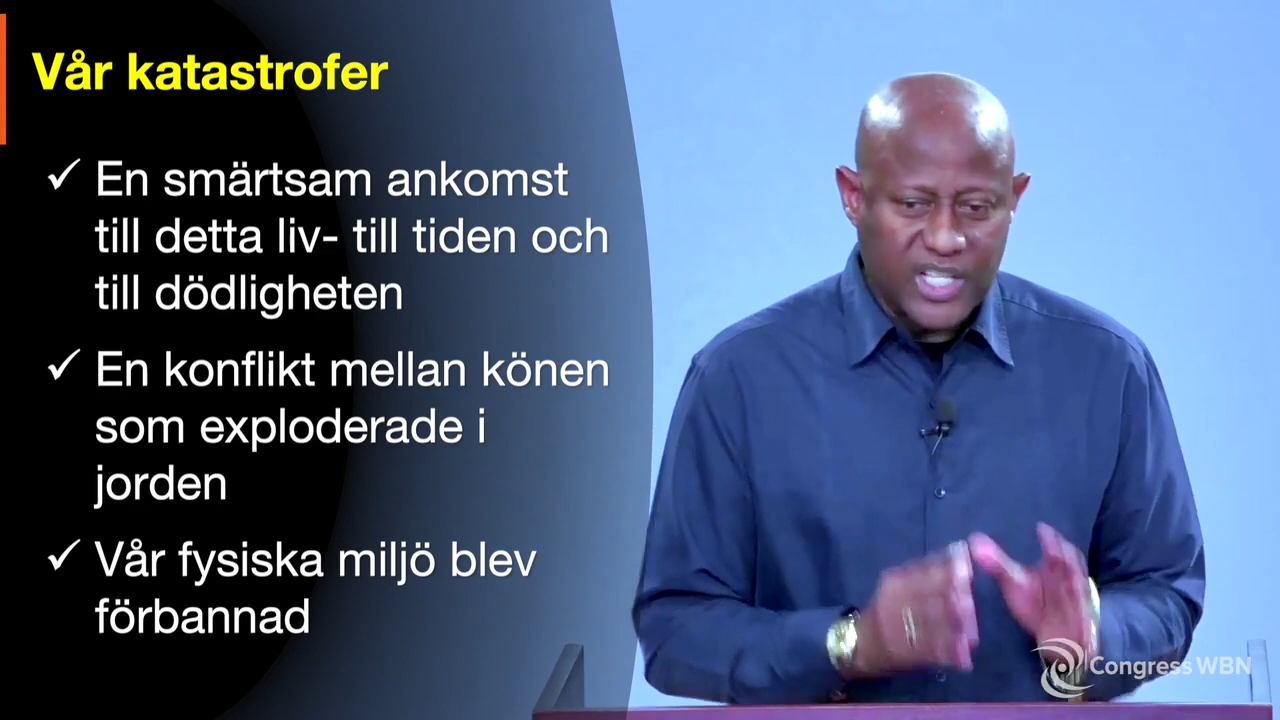 Vår katastrofer
✓ En smärtsam ankomst
till detta liv- till tiden och
till dödligheten
✓ En konflikt mellan könen
som exploderade i
jorden
✓ Vår fysiska miljö blev
förbannad
Congress WBN